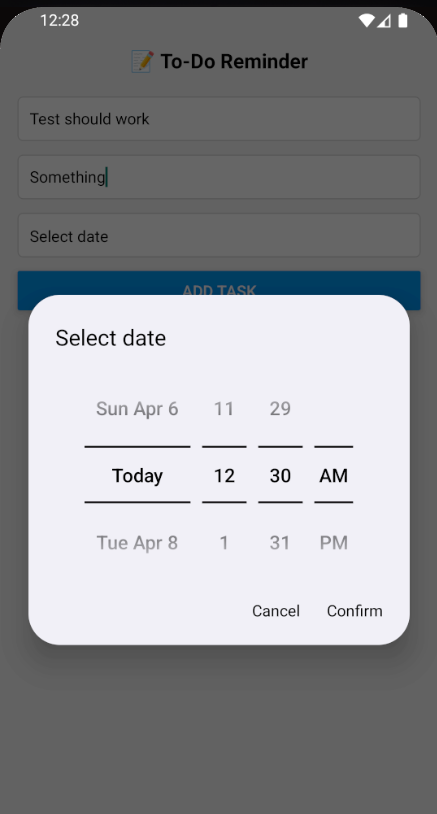 12:28
📝 To-Do Reminder
Test should work
Something
Select date
ADD TASK
Select date
Sun Apr 6 11 29
Today 12 30 AM
Tue Apr 8 1 31 PM
Cancel Confirm